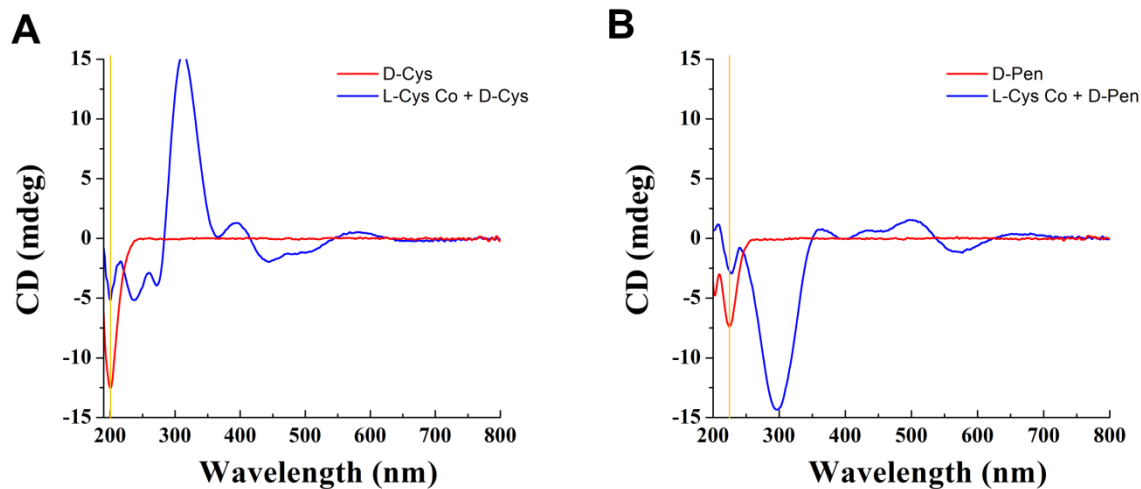 A
B
D-Cys
L-Cys Co + D-Cys
CD (mdeg)
15
10
5
0
-5
-10
-15
200 300 400 500 600 700 800
Wavelength (nm)
D-Pen
L-Cys Co + D-Pen
CD (mdeg)
15
10
5
0
-5
-10
-15
200 300 400 500 600 700 800
Wavelength (nm)